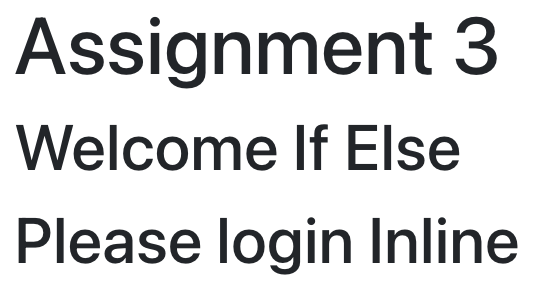 Assignment 3
Welcome If Else
Please login Inline